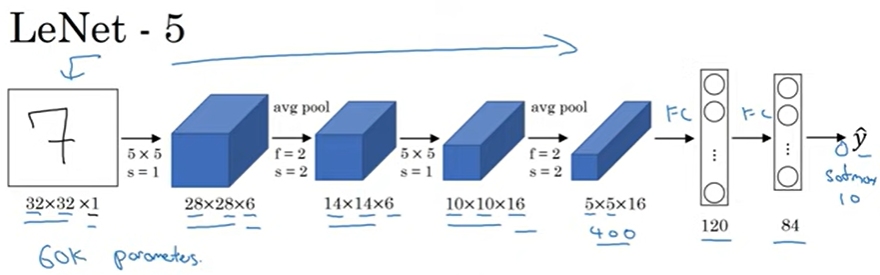 LeNet - 5
7
avg pool
avg pool
FC
FC
5 × 5
s = 1
f = 2
s = 2
5 × 5
s = 1
f = 2
s = 2
ŷ
softmax
10
32×32 ×1
28×28×6
14×14×6
10×10×16
5×5×16
400
120
84
60K parameters.